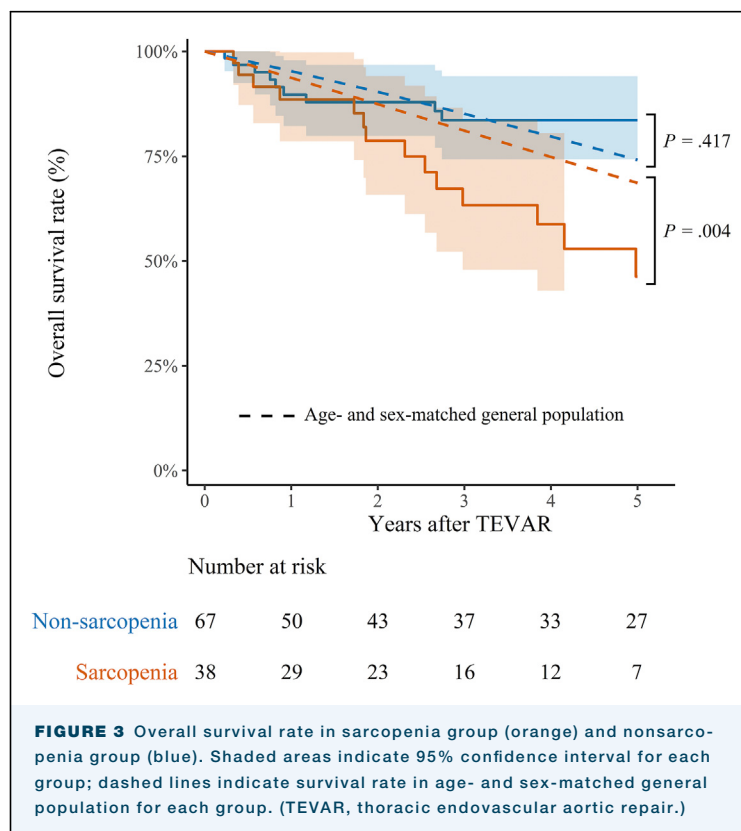 100%
75%
50%
25%
0%
Overall survival rate (%)
P = .417
P = .004
Age- and sex-matched general population
0 1 2 3 4 5
Years after TEVAR
Number at risk
Non-sarcopenia 67 50 43 37 33 27
Sarcopenia 38 29 23 16 12 7
FIGURE 3 Overall survival rate in sarcopenia group (orange) and nonsarco-
penia group (blue). Shaded areas indicate 95% confidence interval for each
group; dashed lines indicate survival rate in age- and sex-matched general
population for each group. (TEVAR, thoracic endovascular aortic repair.)